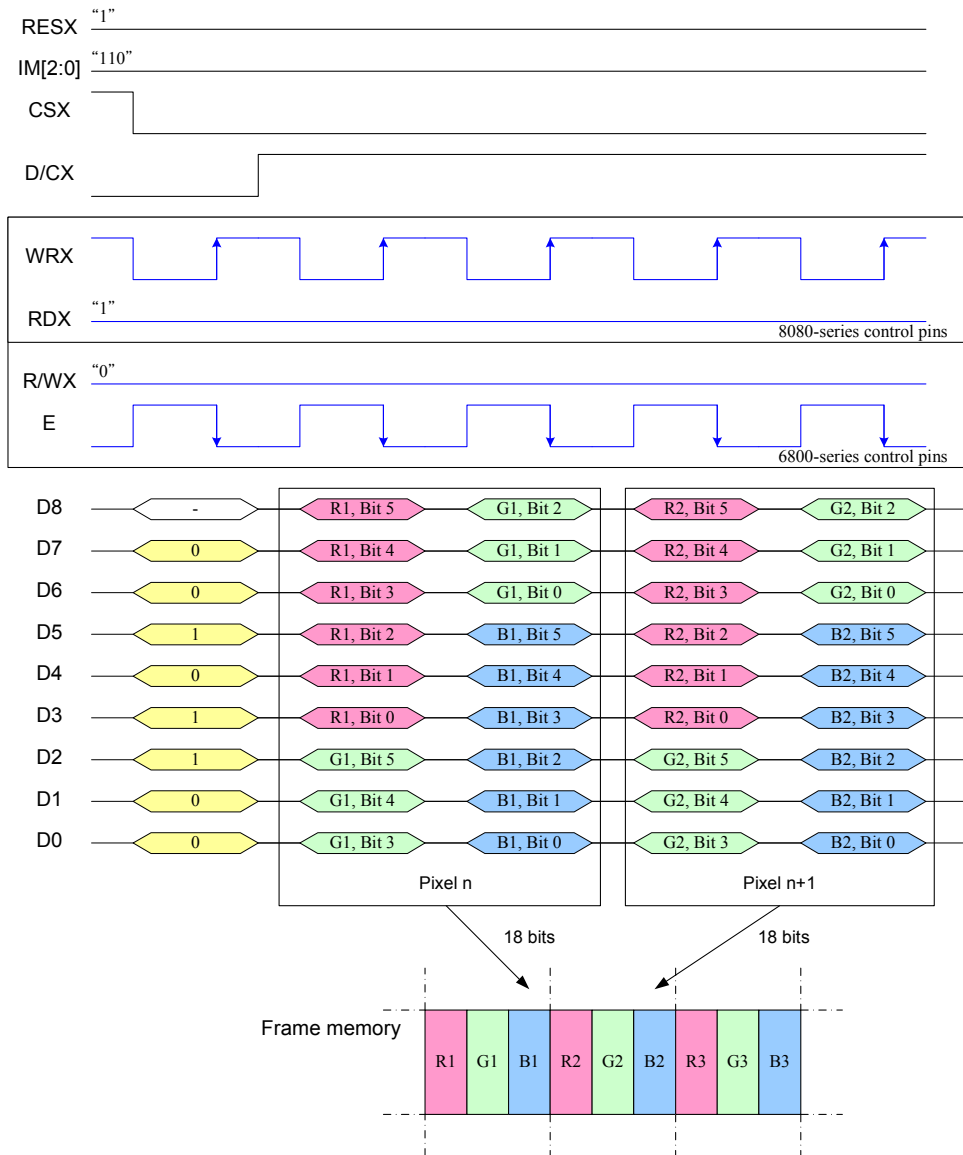 RESX “1”
IM[2:0] “110”
CSX
D/CX
WRX
RDX “1”
8080-series control pins
R/WX “0”
E
6800-series control pins
D8 - R1, Bit 5 G1, Bit 2 R2, Bit 5 G2, Bit 2
D7 0 R1, Bit 4 G1, Bit 1 R2, Bit 4 G2, Bit 1
D6 0 R1, Bit 3 G1, Bit 0 R2, Bit 3 G2, Bit 0
D5 1 R1, Bit 2 B1, Bit 5 R2, Bit 2 B2, Bit 5
D4 0 R1, Bit 1 B1, Bit 4 R2, Bit 1 B2, Bit 4
D3 1 R1, Bit 0 B1, Bit 3 R2, Bit 0 B2, Bit 3
D2 1 G1, Bit 5 B1, Bit 2 G2, Bit 5 B2, Bit 2
D1 0 G1, Bit 4 B1, Bit 1 G2, Bit 4 B2, Bit 1
D0 0 G1, Bit 3 B1, Bit 0 G2, Bit 3 B2, Bit 0
Pixel n Pixel n+1
18 bits 18 bits
Frame memory
R1 G1 B1 R2 G2 B2 R3 G3 B3